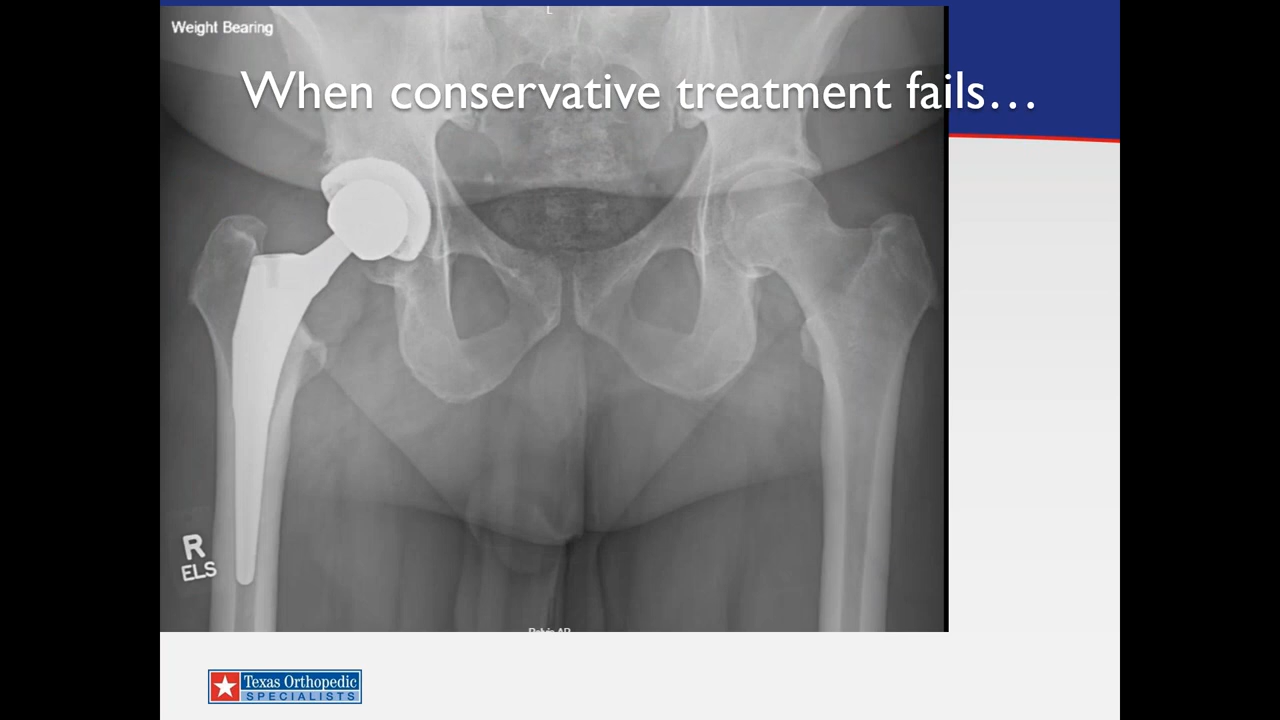 L
Weight Bearing
When conservative treatment fails…
R
ELS
Texas Orthopedic
SPECIALISTS